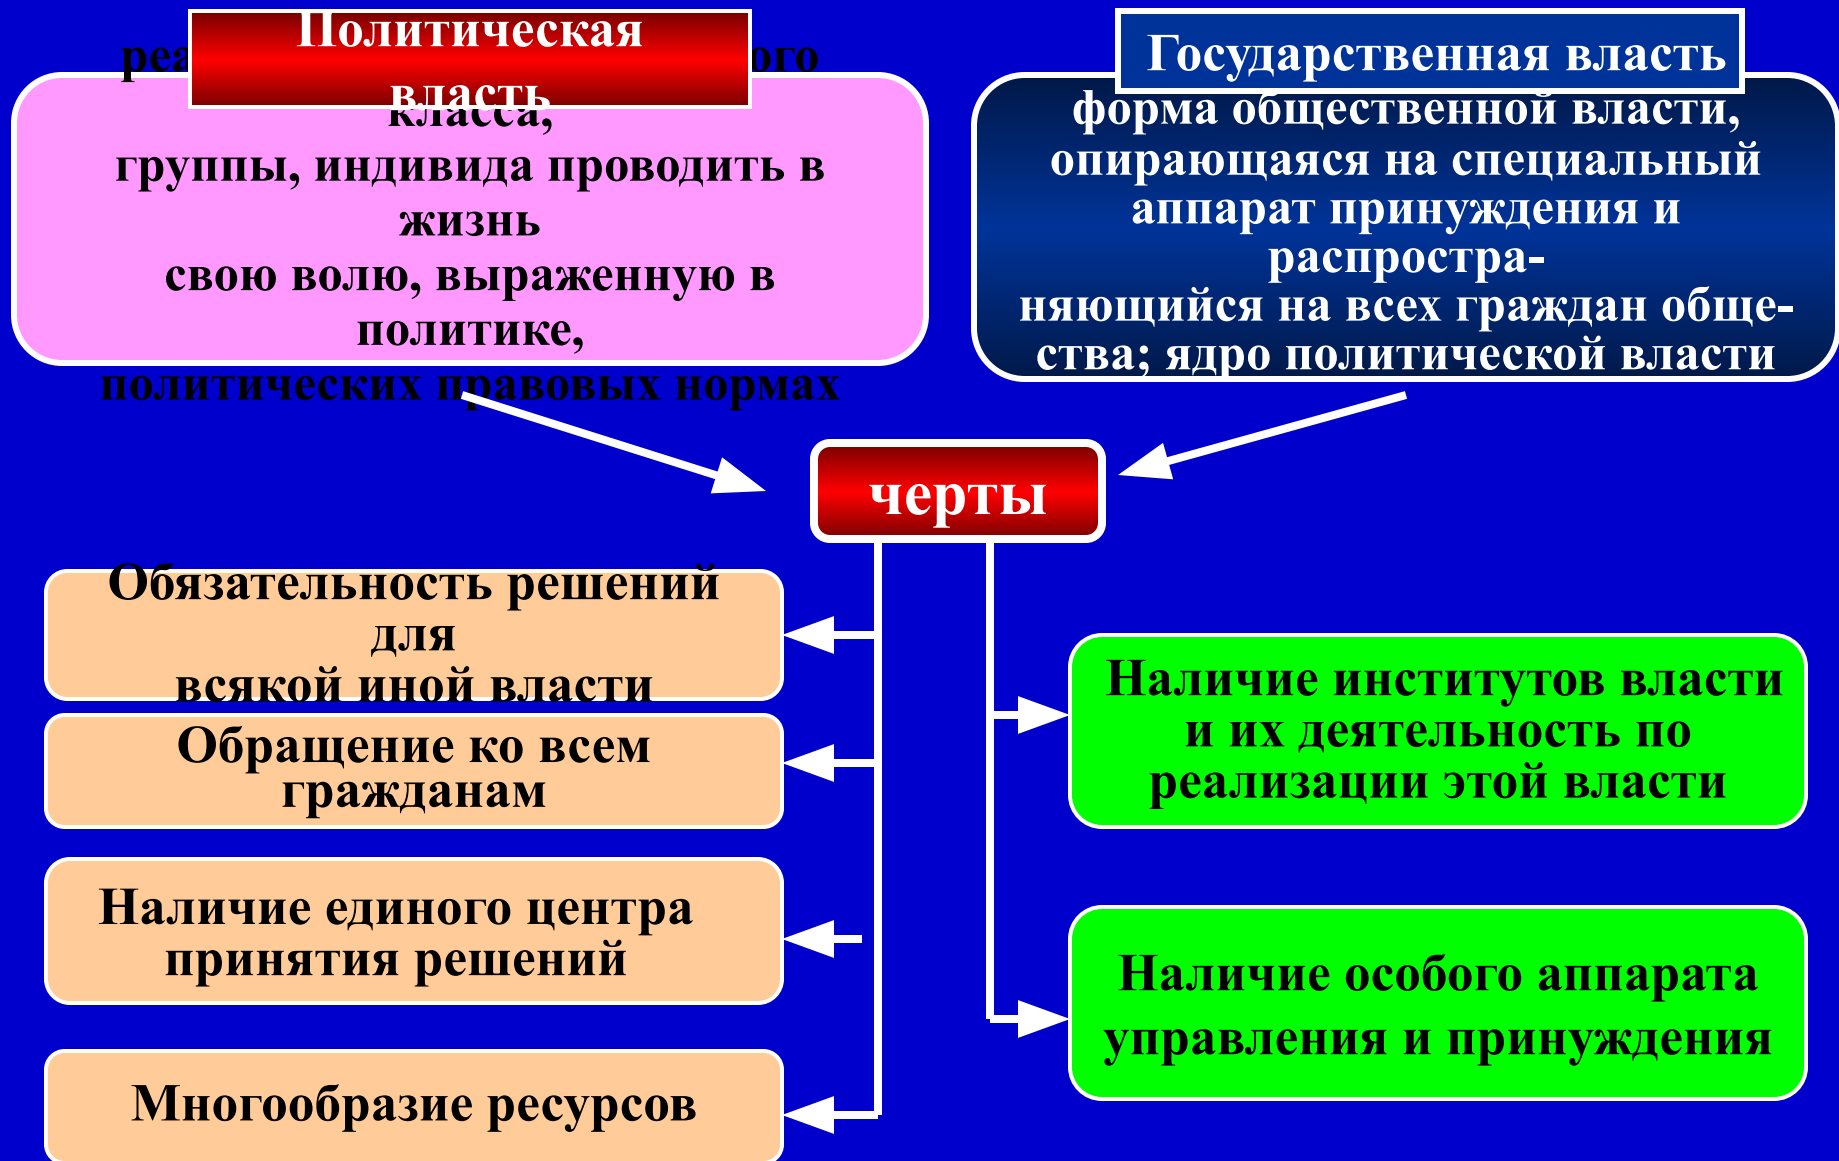 Политическая
власть
класса,
группы, индивида проводить в
жизнь
свою волю, выраженную в
политике,
политических правовых нормах
Государственная власть
форма общественной власти,
опирающаяся на специальный
аппарат принуждения и
распростра-
няющийся на всех граждан обще-
ства; ядро политической власти
черты
Обязательность решений
для
всякой иной власти
Обращение ко всем
гражданам
Наличие единого центра
принятия решений
Многообразие ресурсов
Наличие институтов власти
и их деятельность по
реализации этой власти
Наличие особого аппарата
управления и принуждения